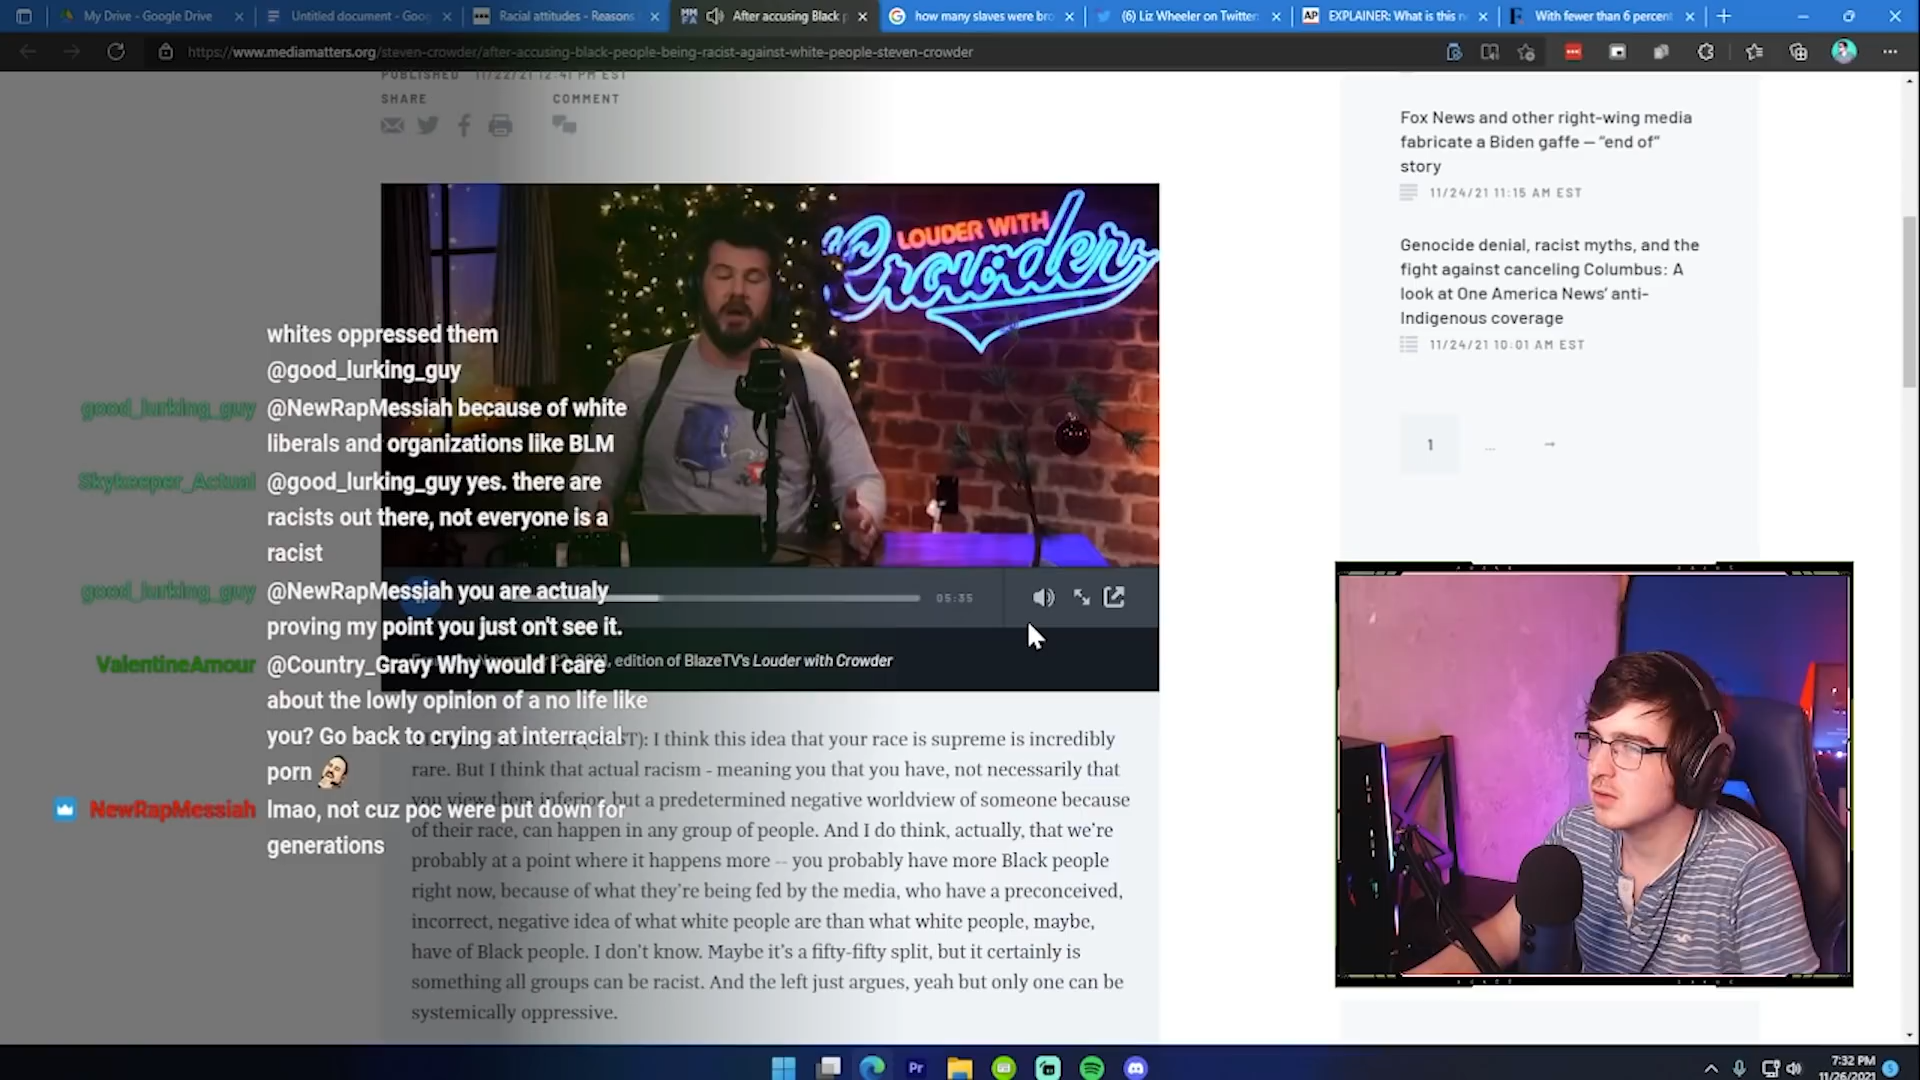 My Drive - Google Drive
Untitled document - Goog
Racial attitudes - Reasons
After accusing Black p
how many slaves were bro
(6) Liz Wheeler on Twitter:
EXPLAINER: What is this n
With fewer than 6 percent
https://www.mediamatters.org/steven-crowder/after-accusing-black-people-being-racist-against-white-people-steven-crowder
PUBLISHED 11/22/21 12:41 PM EST
SHARE
COMMENT
LOUDER WITH
Crowder
05:35
edition of BlazeTV's Louder with Crowder
whites oppressed them
@good_lurking_guy
good_lurking_guy @NewRapMessiah because of white
liberals and organizations like BLM
Skykeeper_Actual @good_lurking_guy yes. there are
racists out there, not everyone is a
racist
good_lurking_guy @NewRapMessiah you are actualy
proving my point you just on't see it.
ValentineAmour @Country_Gravy Why would I care
about the lowly opinion of a no life like
you? Go back to crying at interracial
porn
NewRapMessiah lmao, not cuz poc were put down for
generations
I think this idea that your race is supreme is incredibly
rare. But I think that actual racism - meaning you that you have, not necessarily that
you view them inferior but a predetermined negative worldview of someone because
of their race, can happen in any group of people. And I do think, actually, that we're
probably at a point where it happens more -- you probably have more Black people
right now, because of what they're being fed by the media, who have a preconceived,
incorrect, negative idea of what white people are than what white people, maybe,
have of Black people. I don't know. Maybe it's a fifty-fifty split, but it certainly is
something all groups can be racist. And the left just argues, yeah but only one can be
systemically oppressive.
Fox News and other right-wing media
fabricate a Biden gaffe — "end of"
story
11/24/21 11:15 AM EST
Genocide denial, racist myths, and the
fight against canceling Columbus: A
look at One America News' anti-
Indigenous coverage
11/24/21 10:01 AM EST
1 ... →
7:32 PM
11/26/2021